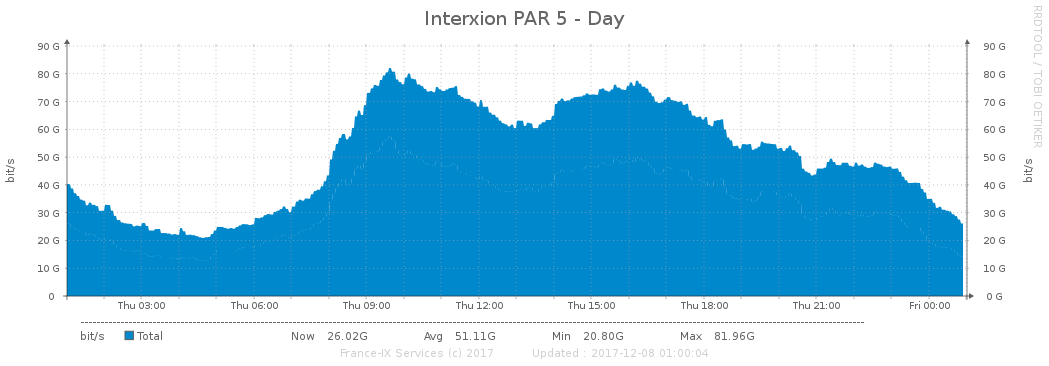 Interxion PAR 5 - Day
RRDTOOL / TOBI OETIKER
90 G 90 G
80 G 80 G
70 G 70 G
60 G 60 G
50 G 50 G
40 G 40 G
30 G 30 G
20 G 20 G
10 G 10 G
0 0 G
bit/s bit/s
Thu 03:00 Thu 06:00 Thu 09:00 Thu 12:00 Thu 15:00 Thu 18:00 Thu 21:00 Fri 00:00
bit/s Total Now 26.02G Avg 51.11G Min 20.80G Max 81.96G
France-IX Services (c) 2017 Updated : 2017-12-08 01:00:04